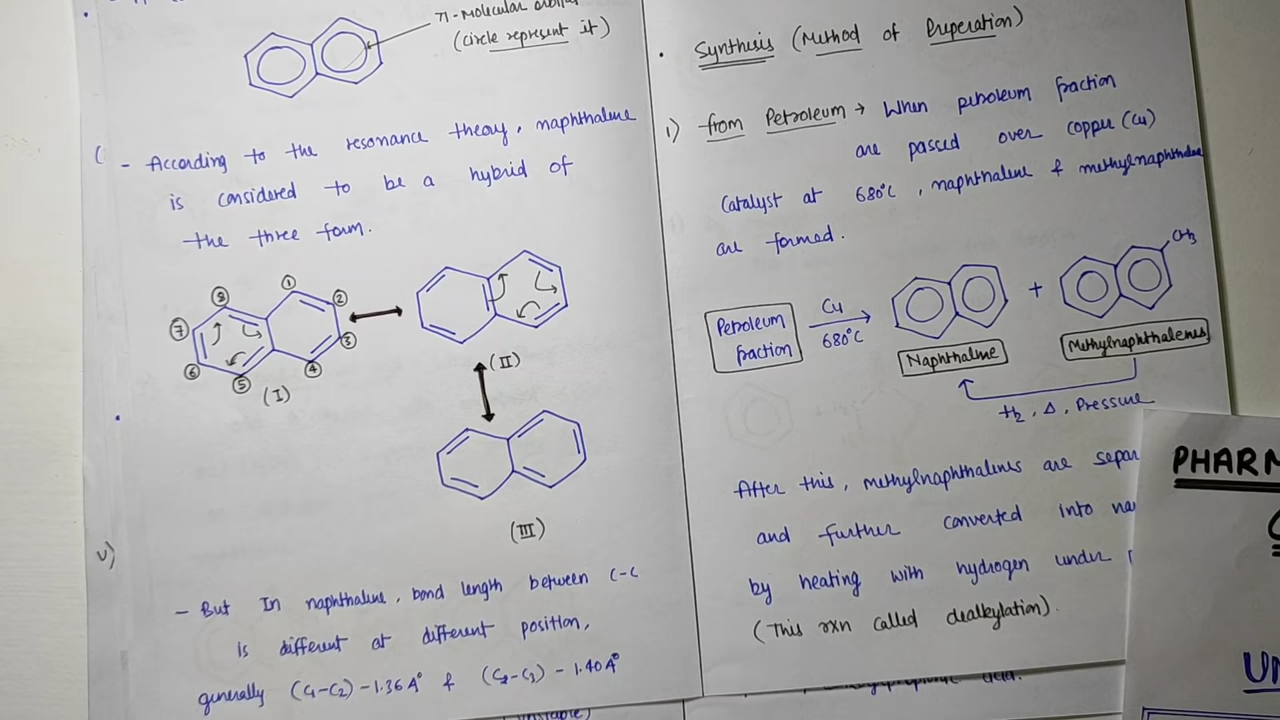 π-Molecular orbital
(circle represent it)
- According to the resonance theory, naphthalene
is considered to be a hybrid of
the three form.
8
1
7
2
3
6
5
4
(I)
(II)
(III)
v)
- But In naphthaline, bond length between C-C
is different at different position,
generally (C1-C2) - 1.36 A° & (C2-C3) - 1.40 A°
• Synthesis (Method of Preperation)
i) from Petroleum → When petroleum fraction
are passed over copper (Cu)
Catalyst at 680°C, naphthalene & methylnaphthalene
are formed.
Petroleum
fraction
Cu
680°C
+
CH3
Naphthalene
Methylnaphthalenes
H2, Δ, Pressure
After this, methylnaphthalenes are separ
and further converted into na
by heating with hydrogen under
(This rxn called dealkylation).
PHARM
UN
acid.